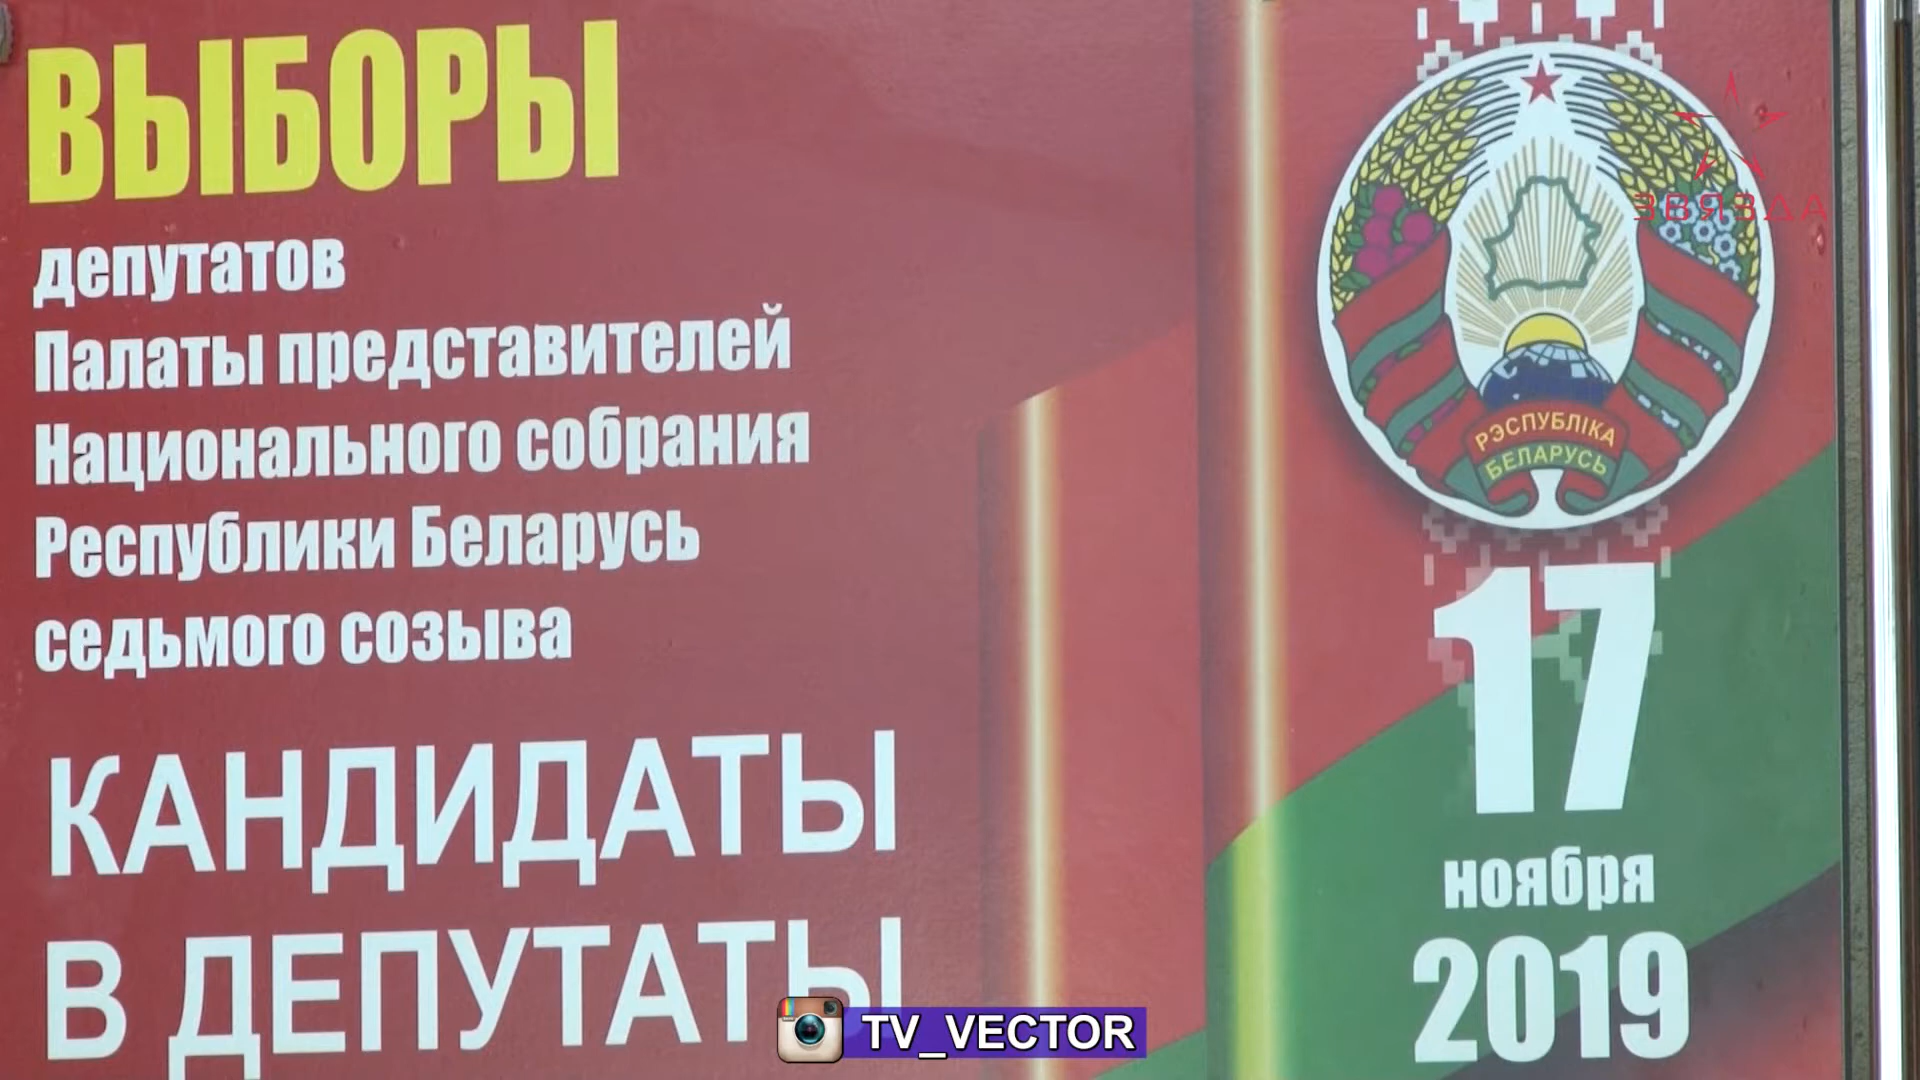 ВЫБОРЫ
депутатов
Палаты представителей
Национального собрания
Республики Беларусь
седьмого созыва
КАНДИДАТЫ
В ДЕПУТАТЫ
ЗВЯЗДА
РЭСПУБЛІКА
БЕЛАРУСЬ
17
ноября
2019
TV_VECTOR